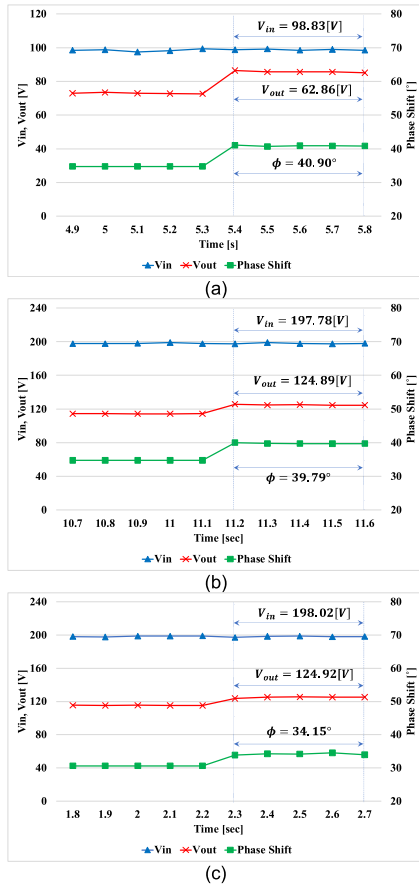 (a)
120
100
80
60
40
20
0
Vin, Vout [V]
80
70
60
50
40
30
20
Phase Shift [°]
V_in = 98.83[V]
V_out = 62.86[V]
ϕ = 40.90°
4.9 5 5.1 5.2 5.3 5.4 5.5 5.6 5.7 5.8
Time [s]
Vin Vout Phase Shift
(a)
240
200
160
120
80
40
0
Vin, Vout [V]
80
70
60
50
40
30
20
Phase Shift [°]
V_in = 197.78[V]
V_out = 124.89[V]
ϕ = 39.79°
10.7 10.8 10.9 11 11.1 11.2 11.3 11.4 11.5 11.6
Time [sec]
Vin Vout Phase Shift
(b)
240
200
160
120
80
40
0
Vin, Vout [V]
80
70
60
50
40
30
20
Phase Shift [°]
V_in = 198.02[V]
V_out = 124.92[V]
ϕ = 34.15°
1.8 1.9 2 2.1 2.2 2.3 2.4 2.5 2.6 2.7
Time [sec]
Vin Vout Phase Shift
(c)